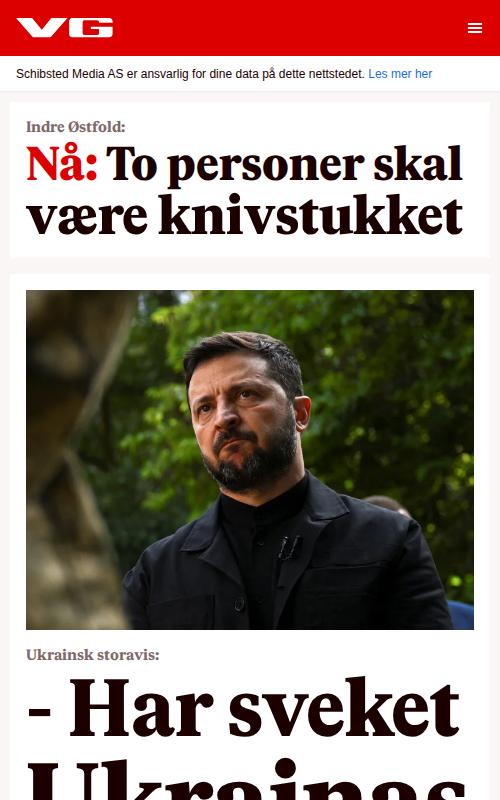 VG
Schibsted Media AS er ansvarlig for dine data på dette nettstedet. Les mer her
Indre Østfold:
Nå: To personer skal
være knivstukket
Ukrainsk storavis:
- Har sveket
Ukrainas